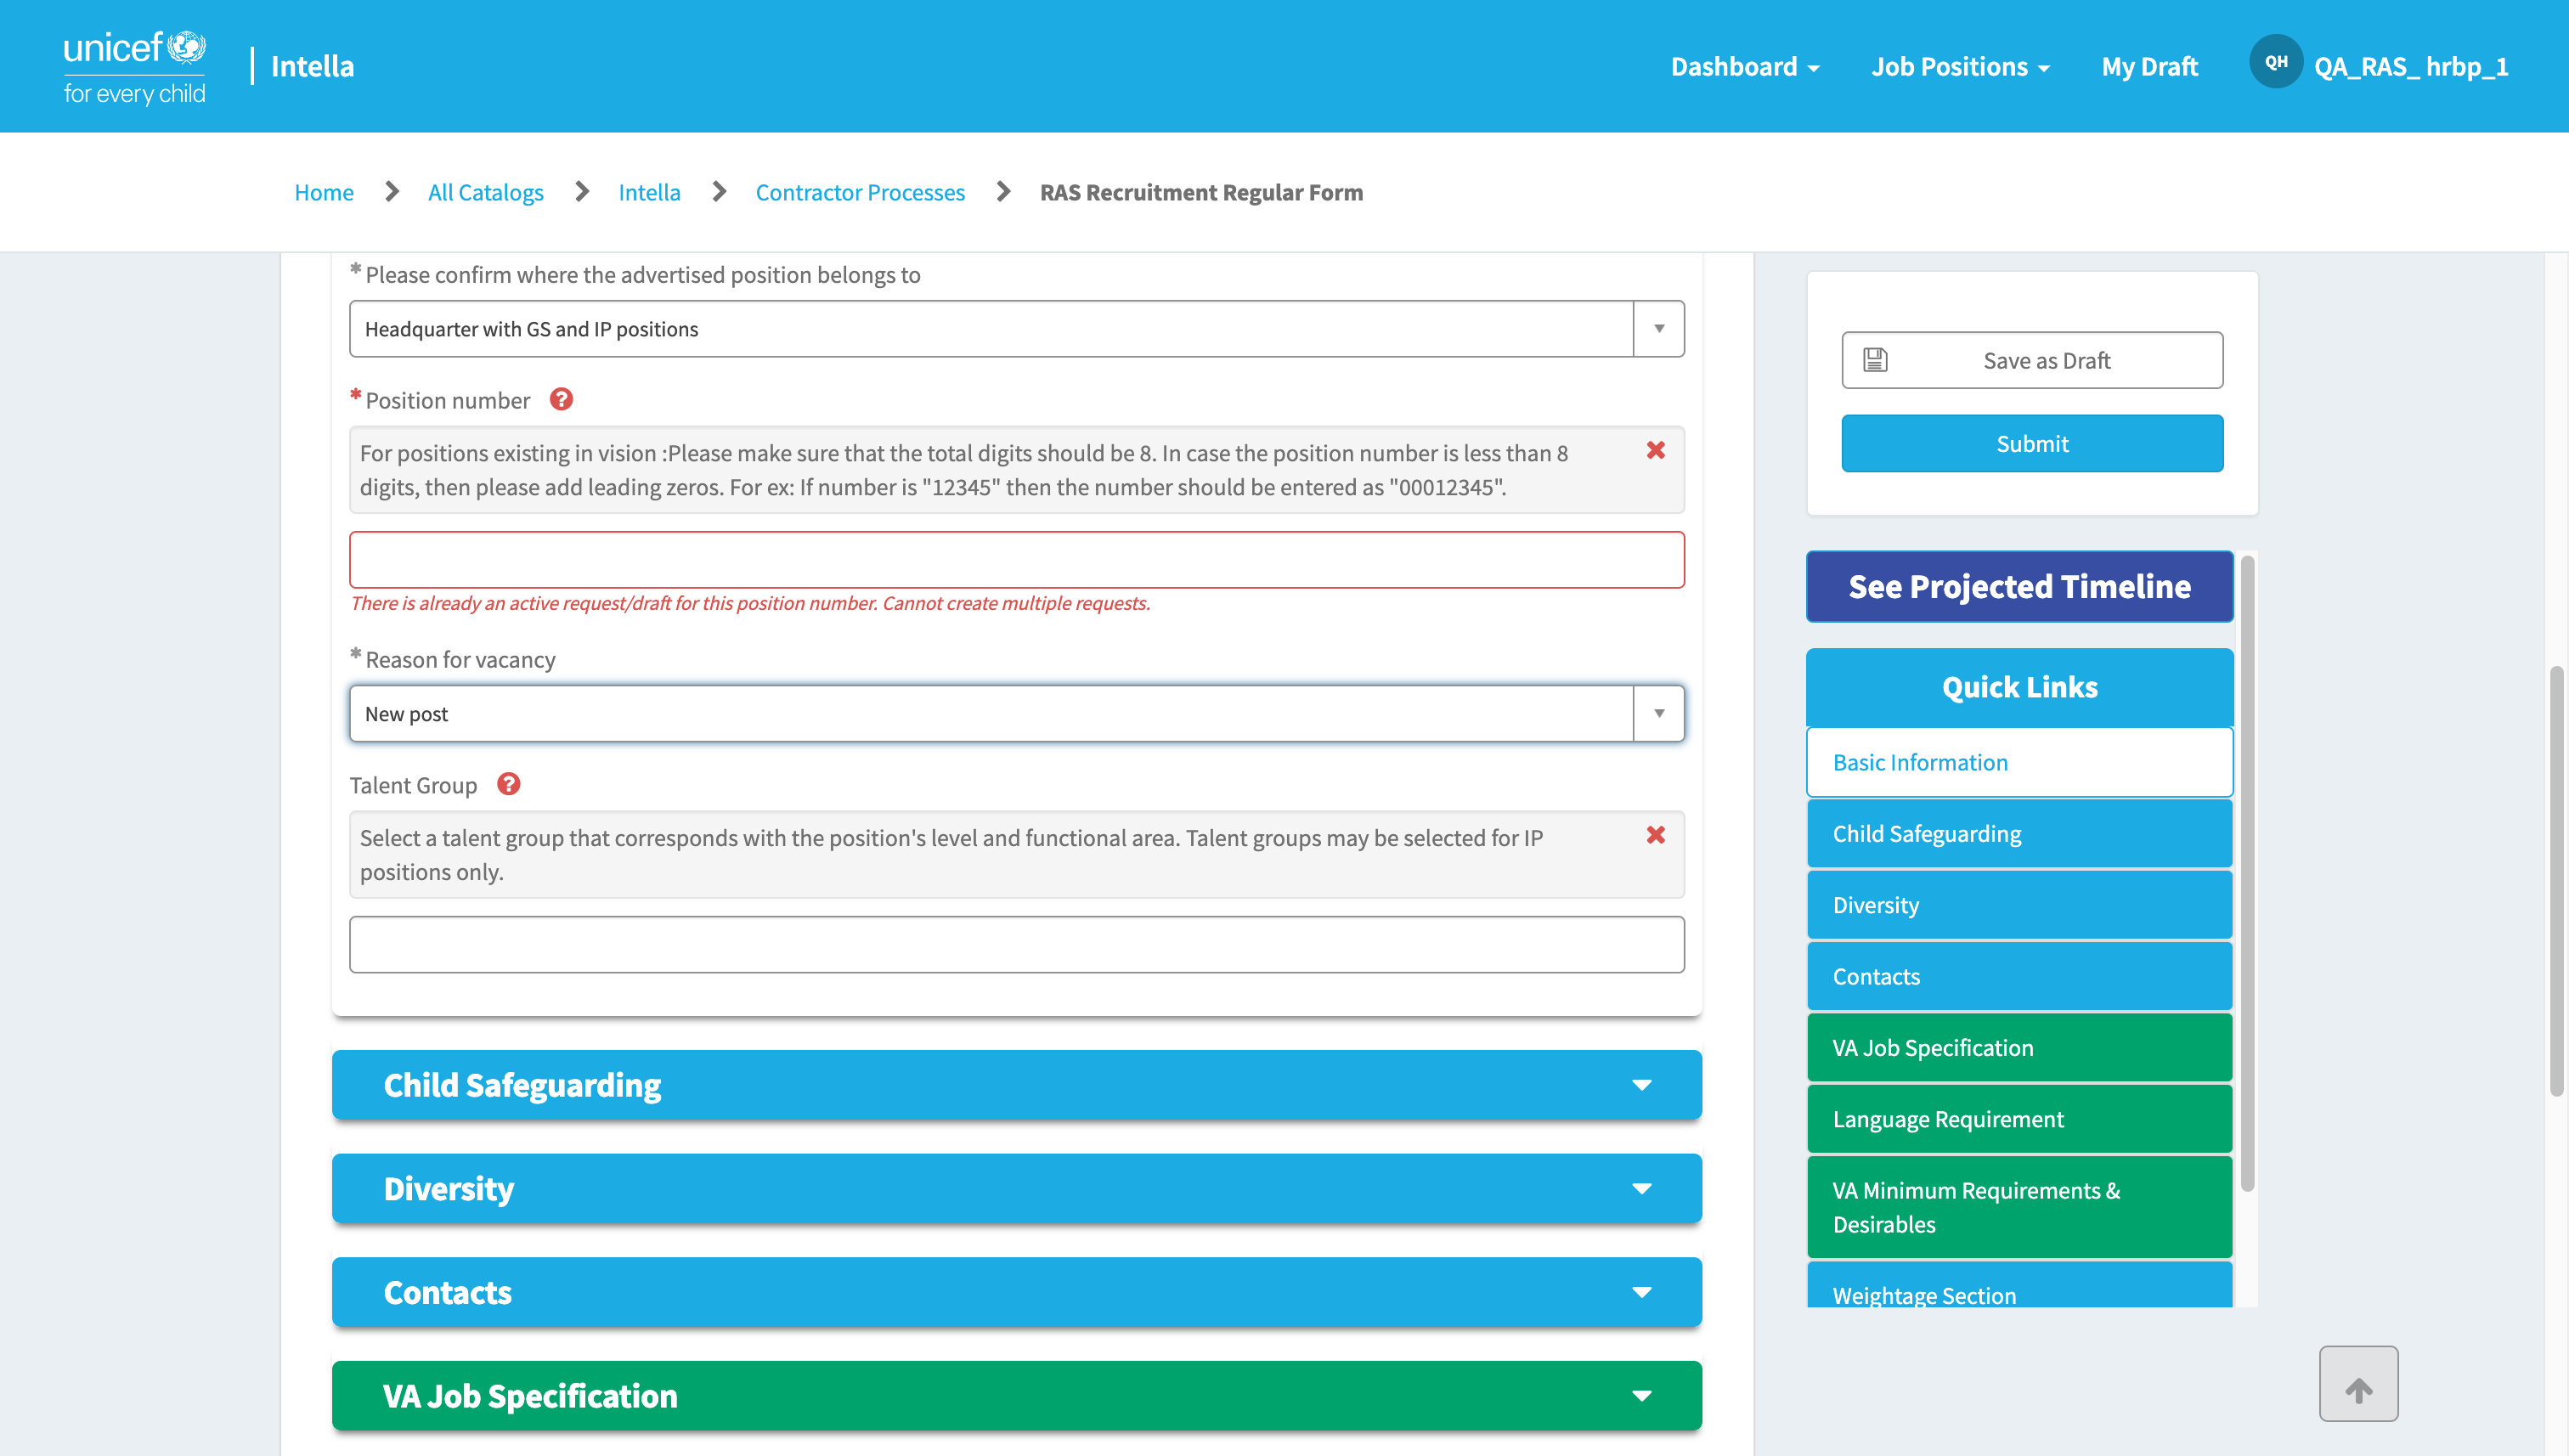 unicef
for every child
Intella
Dashboard
Job Positions
My Draft
QH
QA_RAS_ hrbp_1
Home
All Catalogs
Intella
Contractor Processes
RAS Recruitment Regular Form
* Please confirm where the advertised position belongs to
Headquarter with GS and IP positions
* Position number ?
For positions existing in vision :Please make sure that the total digits should be 8. In case the position number is less than 8
digits, then please add leading zeros. For ex: If number is "12345" then the number should be entered as "00012345".
There is already an active request/draft for this position number. Cannot create multiple requests.
* Reason for vacancy
New post
Talent Group ?
Select a talent group that corresponds with the position's level and functional area. Talent groups may be selected for IP
positions only.
Child Safeguarding
Diversity
Contacts
VA Job Specification
Save as Draft
Submit
See Projected Timeline
Quick Links
Basic Information
Child Safeguarding
Diversity
Contacts
VA Job Specification
Language Requirement
VA Minimum Requirements &
Desirables
Weightage Section